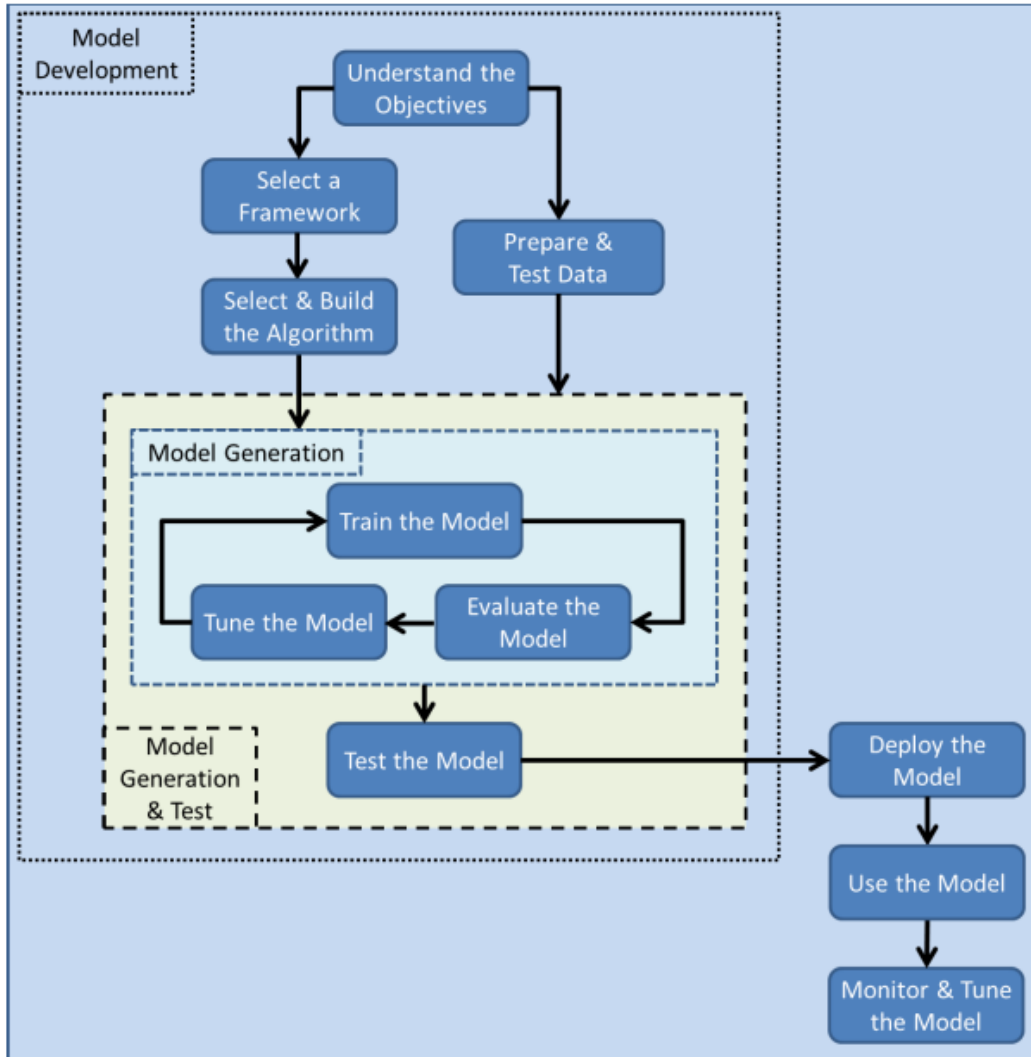 Model
Development
Understand the
Objectives
Select a
Framework
Prepare &
Test Data
Select & Build
the Algorithm
Model Generation
Train the Model
Tune the Model
Evaluate the
Model
Model
Generation
& Test
Test the Model
Deploy the
Model
Use the Model
Monitor & Tune
the Model